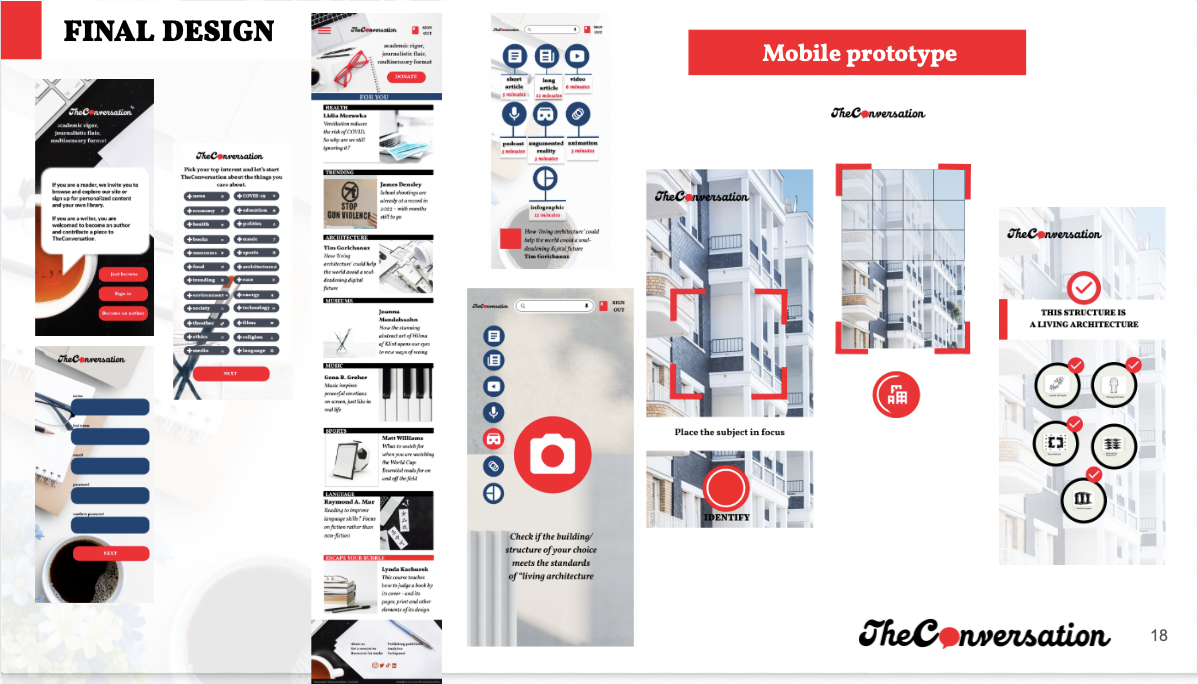 FINAL DESIGN
Mobile prototype
TheConversation
academic rigor,
journalistic flair,
multisensory format
If you are a reader, we invite you to
browse and explore our site or
sign up for personalized content
and your own library.
If you are a writer, you are
welcomed to become an author
and contribute a piece to
TheConversation.
Just browse
Sign in
Become an author
TheConversation
Pick your top interest and let's start
TheConversation about the things you
care about.
news
COVID-19
economy
education
health
politics
books
music
museums
sports
food
architecture
trending
race
environment
energy
society
technology
theather
films
ethics
religion
media
language
NEXT
TheConversation
name
last name
email
password
confirm password
NEXT
TheConversation
SIGN
OUT
academic rigor,
journalistic flair,
multisensory format
DONATE
FOR YOU
HEALTH
Lidia Morawska
Ventilation reduces
the risk of COVID.
So why are we still
ignoring it?
TRENDING
James Densley
School shootings are
already at a record in
2022 – with months
still to go
STOP
GUN VIOLENCE
ARCHITECTURE
Tim Gorichanaz
How 'living
architecture' could help
the world avoid a soul-
deadening digital
future
MUSEUMS
Joanna
Mendelssohn
How the stunning
abstract art of Hilma
af Klint opens our eyes
to new ways of seeing
MUSIC
Gena R. Greher
Music inspires
powerful emotions
on screen, just like in
real life
SPORTS
Matt Williams
What to watch for
when you are watching
the World Cup:
Essential reads for on
and off the field
LANGUAGE
Raymond A. Mar
Reading to improve
language skills? Focus
on fiction rather than
non-fiction
ESCAPE YOUR BUBBLE
Lynda Kachurek
This course teaches
how to judge a book by
its cover - and its
pages, print and other
elements of its design
About us
Publishing guidelines
Get a newsletter
Analytics
Resources for media
TheConversation
SIGN
OUT
short
article
5 minutes
long
article
12 minutes
video
6 minutes
podcast
3 minutes
augumented
reality
3 minutes
animation
3 minutes
infographic
12 minutes
How 'living architecture' could
help the world avoid a soul-
deadening digital future
Tim Gorichanaz
TheConversation
SIGN
OUT
Check if the building/
structure of your choice
meets the standards
of "living architecture
TheConversation
Place the subject in focus
IDENTIFY
TheConversation
TheConversation
THIS STRUCTURE IS
A LIVING ARCHITECTURE
TheConversation
18